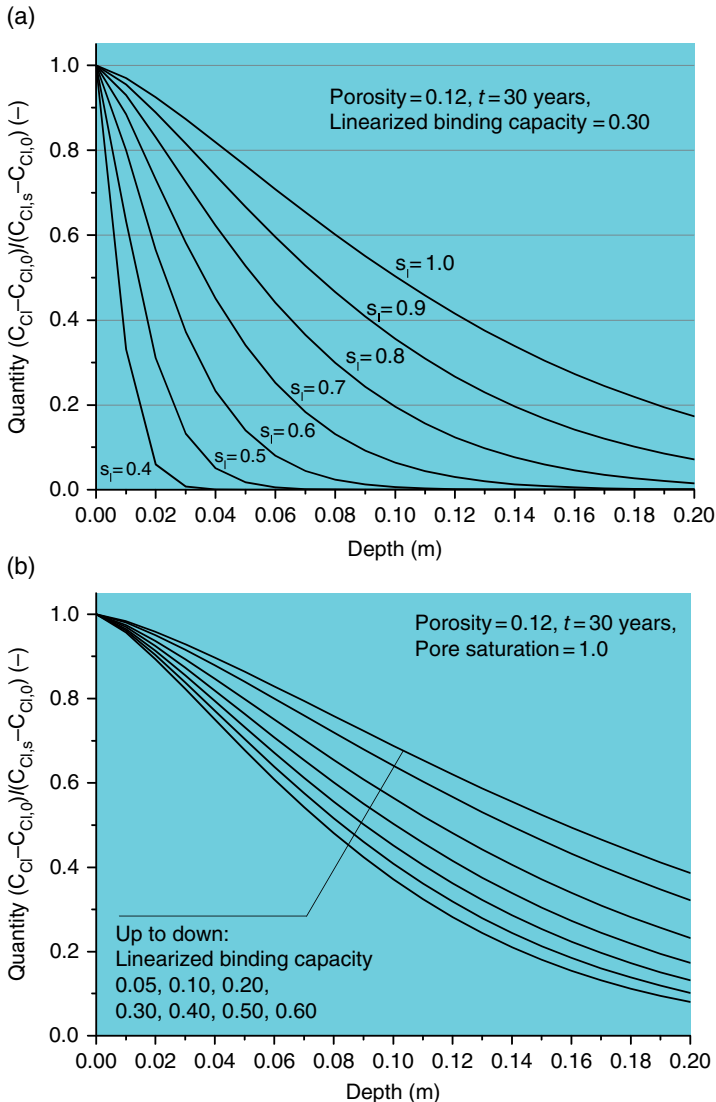 (a)
Quantity (C_Cl–C_Cl,0)/(C_Cl,s–C_Cl,0) (–)
1.0
0.8
0.6
0.4
0.2
0.0
Porosity = 0.12, t = 30 years,
Linearized binding capacity = 0.30
s_l = 1.0
s_l = 0.9
s_l = 0.8
s_l = 0.7
s_l = 0.6
s_l = 0.5
s_l = 0.4
0.00 0.02 0.04 0.06 0.08 0.10 0.12 0.14 0.16 0.18 0.20
Depth (m)
(b)
Quantity (C_Cl–C_Cl,0)/(C_Cl,s–C_Cl,0) (–)
1.0
0.8
0.6
0.4
0.2
0.0
Porosity = 0.12, t = 30 years,
Pore saturation = 1.0
Up to down:
Linearized binding capacity
0.05, 0.10, 0.20,
0.30, 0.40, 0.50, 0.60
0.00 0.02 0.04 0.06 0.08 0.10 0.12 0.14 0.16 0.18 0.20
Depth (m)